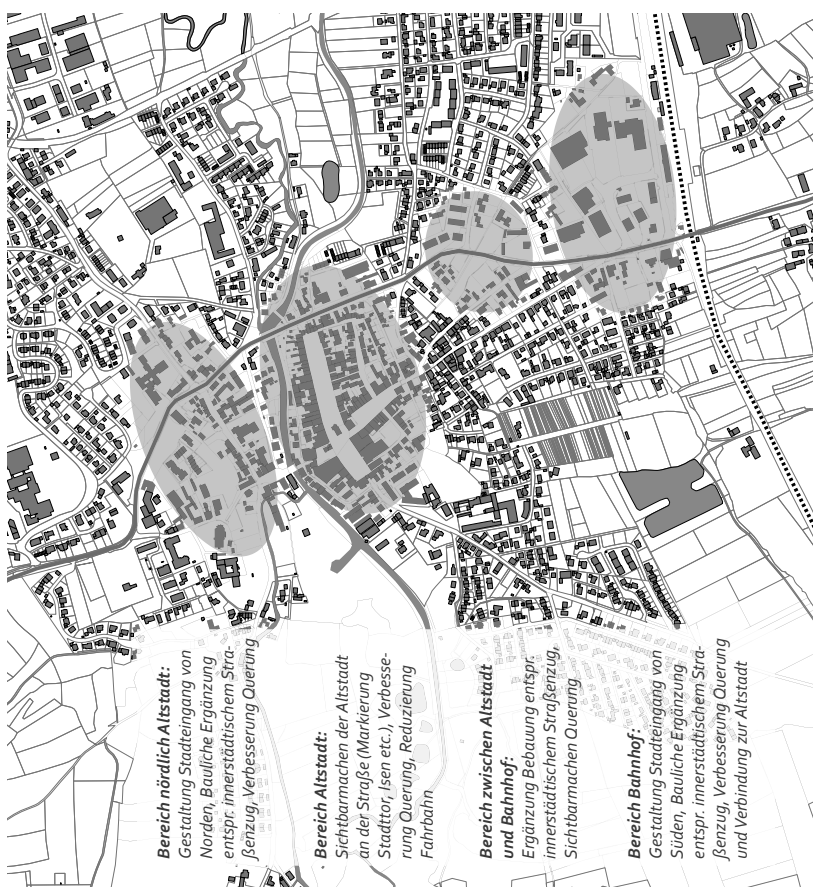 Bereich nördlich Altstadt:
Gestaltung Stadteingang von
Norden, Bauliche Ergänzung
entspr. innerstädtischem Stra-
ßenzug, Verbesserung Querung
Bereich Altstadt:
Sichtbarmachen der Altstadt
an der Straße (Markierung
Stadttor, Isen etc.), Verbesse-
rung Querung, Reduzierung
Fahrbahn
Bereich zwischen Altstadt
und Bahnhof:
Ergänzung Bebauung entspr.
innerstädtischem Straßenzug,
Sichtbarmachen Querung
Bereich Bahnhof:
Gestaltung Stadteingang von
Süden, Bauliche Ergänzung
entspr. innerstädtischem Stra-
ßenzug, Verbesserung Querung
und Verbindung zur Altstadt